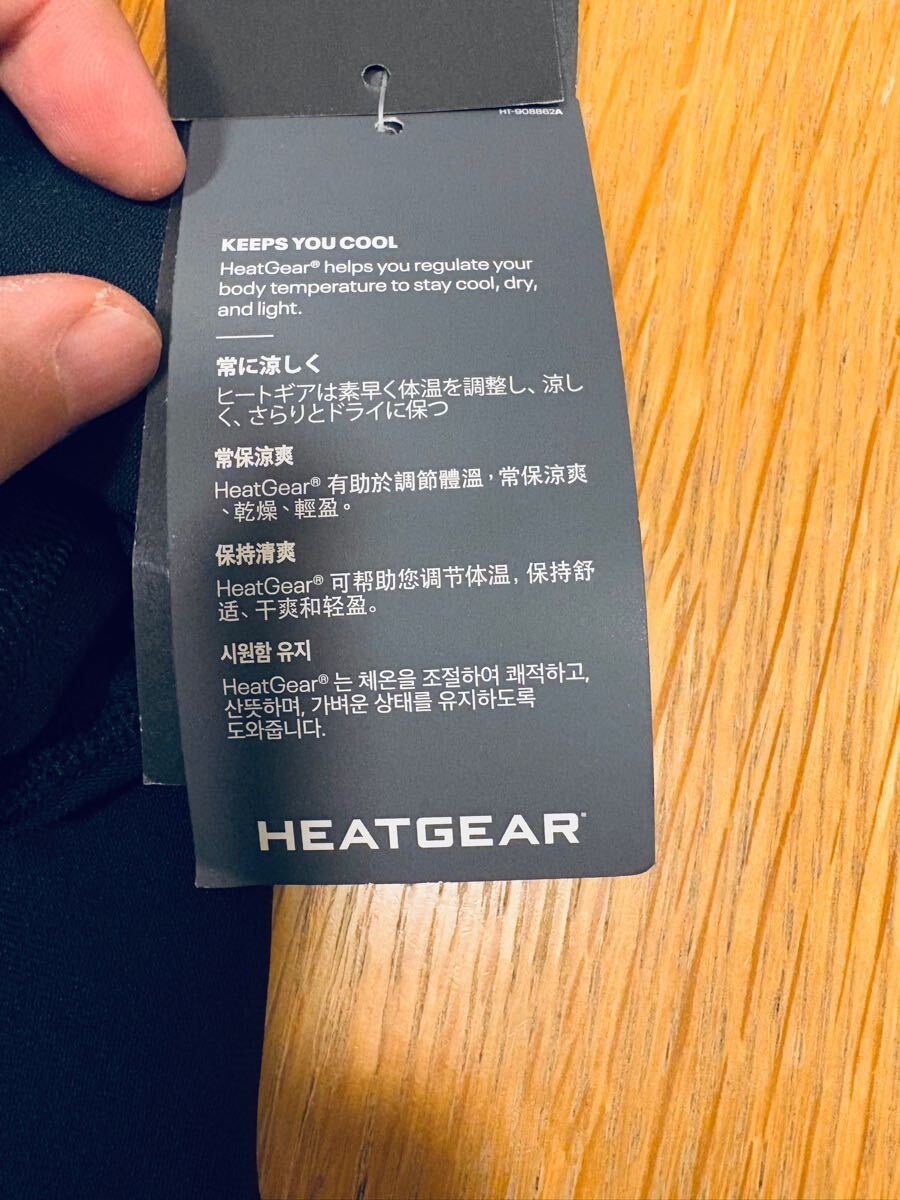 HT-908862A
KEEPS YOU COOL
HeatGear® helps you regulate your
body temperature to stay cool, dry,
and light.
常に涼しく
ヒートギアは素早く体温を調整し、涼し
く、さらりとドライに保つ
常保涼爽
HeatGear® 有助於調節體溫，常保涼爽
、乾燥、輕盈。
保持清爽
HeatGear® 可帮助您调节体温, 保持舒
适、干爽和轻盈。
시원함 유지
HeatGear® 는 체온을 조절하여 쾌적하고,
산뜻하며, 가벼운 상태를 유지하도록
도와줍니다.
HEATGEAR